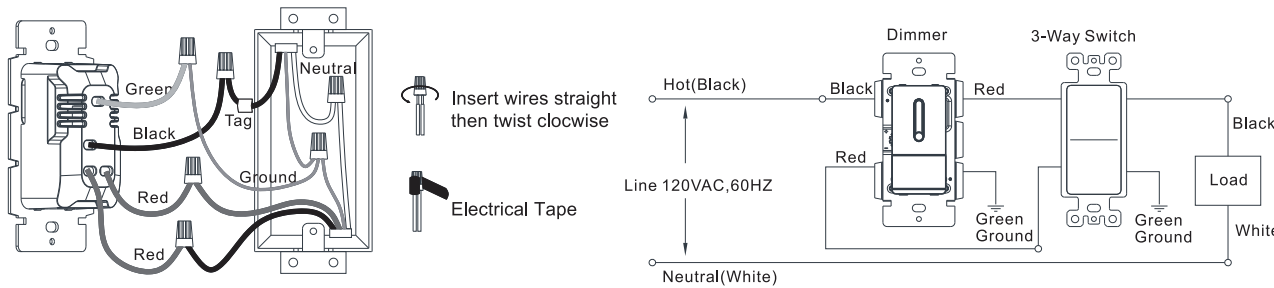 Green
Black
Tag
Neutral
Ground
Red
Red
Insert wires straight
then twist clocwise
Electrical Tape
Dimmer
3-Way Switch
Hot(Black)
Black
Red
Black
Red
Line 120VAC,60HZ
Load
Green
Ground
Green
Ground
White
Neutral(White)